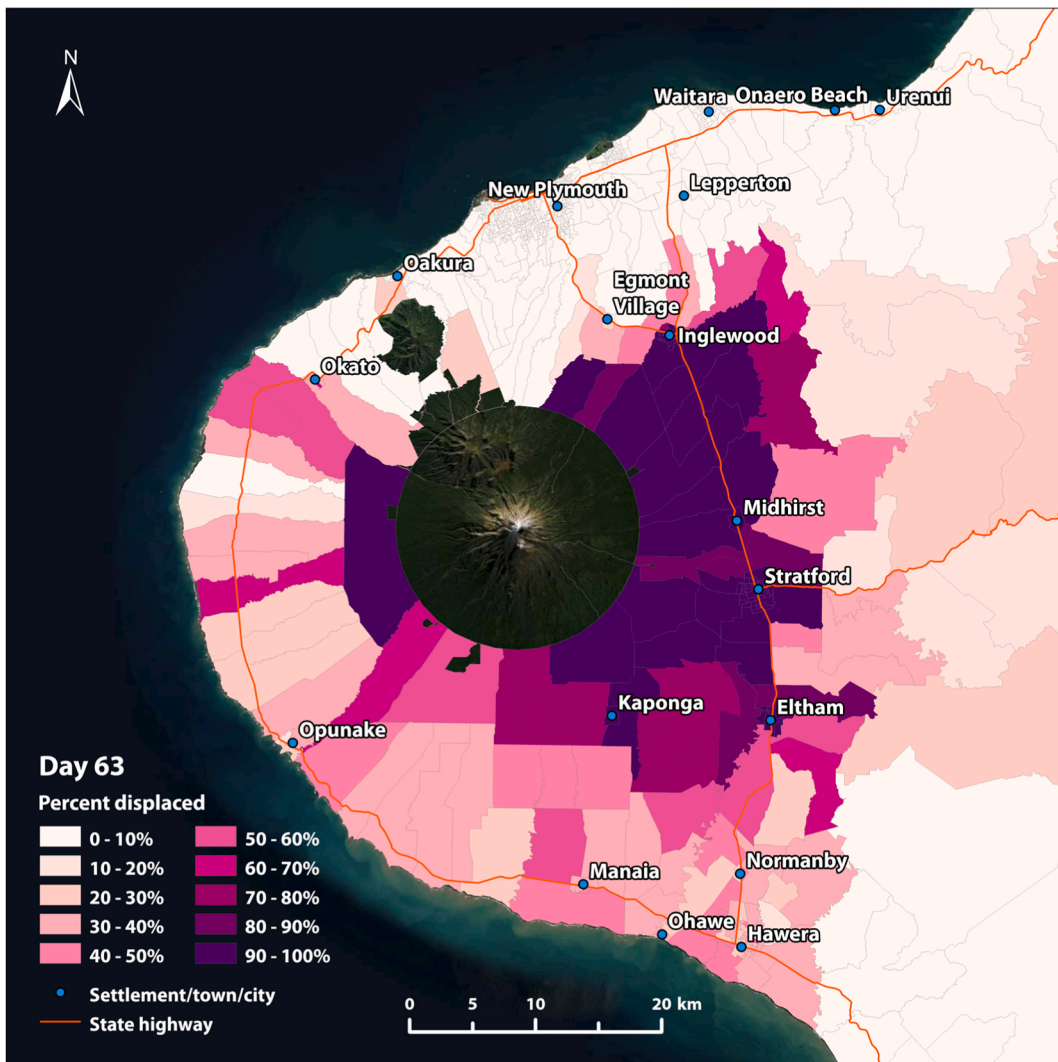 N
Waitara
Onaero Beach
Urenui
New Plymouth
Lepperton
Oakura
Egmont
Village
Inglewood
Okato
Midhirst
Stratford
Kaponga
Eltham
Opunake
Normanby
Manaia
Ohawe
Hawera
Day 63
Percent displaced
0 - 10%
10 - 20%
20 - 30%
30 - 40%
40 - 50%
50 - 60%
60 - 70%
70 - 80%
80 - 90%
90 - 100%
Settlement/town/city
State highway
0 5 10 20 km